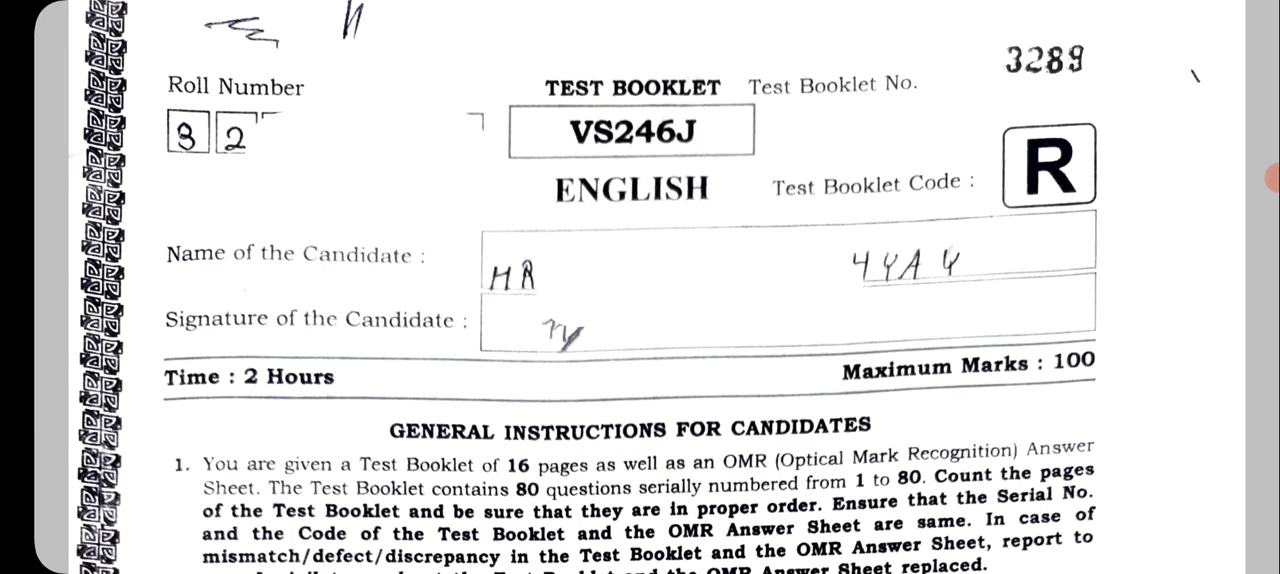 3289
Roll Number TEST BOOKLET Test Booklet No.
32 VS246J
ENGLISH Test Booklet Code : R
Name of the Candidate :
Signature of the Candidate :
Time : 2 Hours Maximum Marks : 100
GENERAL INSTRUCTIONS FOR CANDIDATES
1. You are given a Test Booklet of 16 pages as well as an OMR (Optical Mark Recognition) Answer
Sheet. The Test Booklet contains 80 questions serially numbered from 1 to 80. Count the pages
of the Test Booklet and be sure that they are in proper order. Ensure that the Serial No.
and the Code of the Test Booklet and the OMR Answer Sheet are same. In case of
mismatch/defect/discrepancy in the Test Booklet and the OMR Answer Sheet, report to
the OMR Answer Sheet replaced.